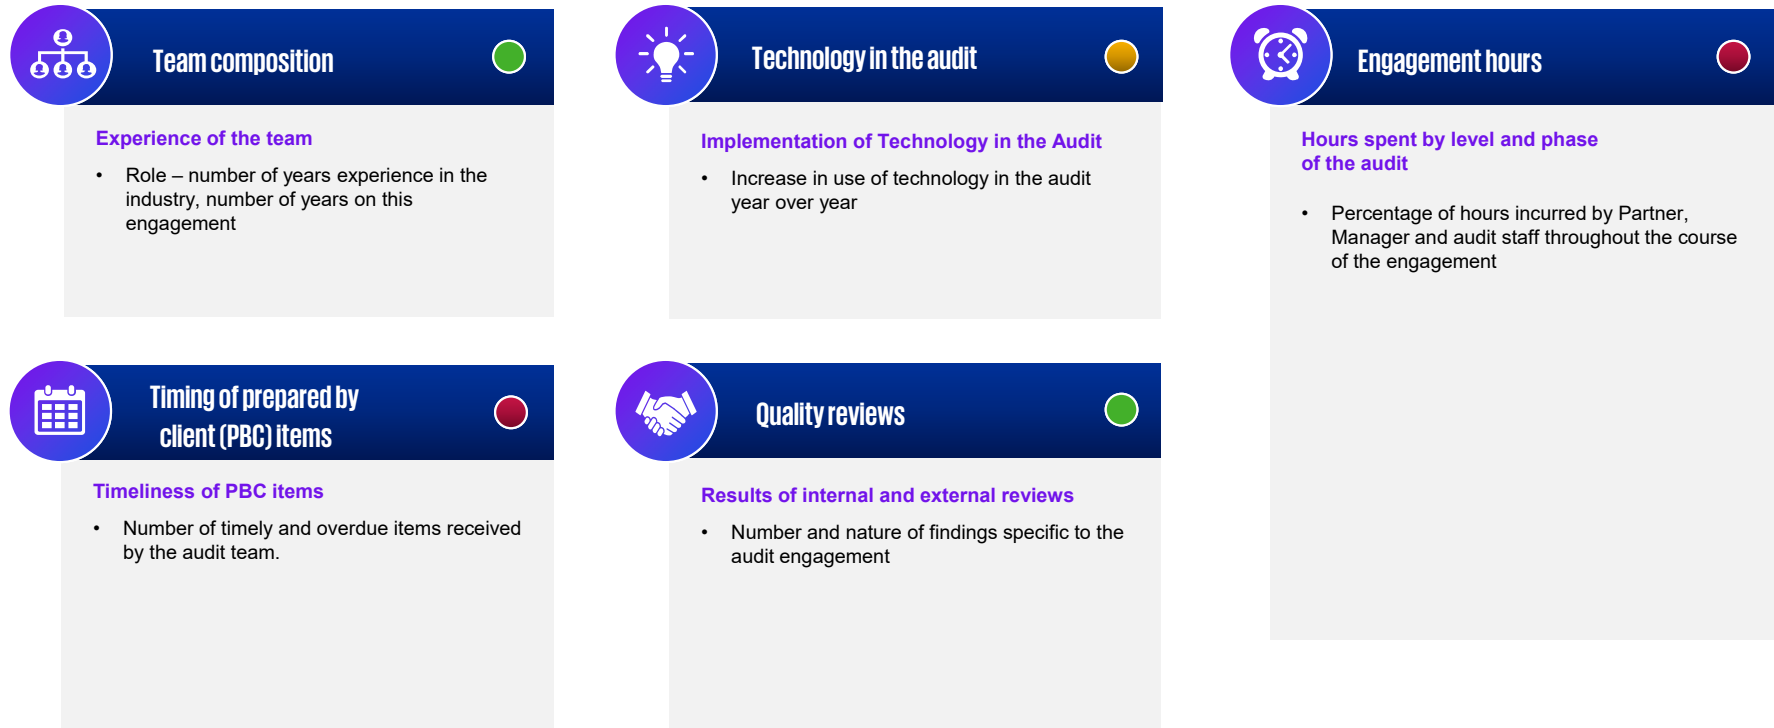 Team composition
Experience of the team
• Role – number of years experience in the
industry, number of years on this
engagement
Technology in the audit
Implementation of Technology in the Audit
• Increase in use of technology in the audit
year over year
Engagement hours
Hours spent by level and phase
of the audit
• Percentage of hours incurred by Partner,
Manager and audit staff throughout the course
of the engagement
Timing of prepared by
client (PBC) items
Timeliness of PBC items
• Number of timely and overdue items received
by the audit team.
Quality reviews
Results of internal and external reviews
• Number and nature of findings specific to the
audit engagement